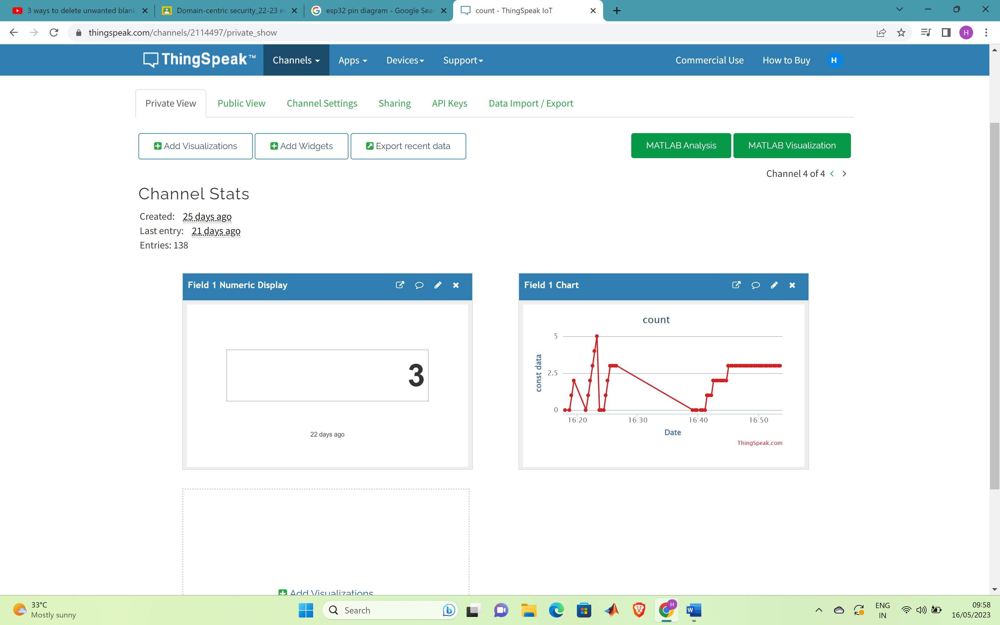 3 ways to delete unwanted blank
Domain-centric security_22-23 ev
esp32 pin diagram - Google Sear
count - ThingSpeak IoT
thingspeak.com/channels/2114497/private_show
H
ThingSpeak™
Channels
Apps
Devices
Support
Commercial Use
How to Buy
H
Private View
Public View
Channel Settings
Sharing
API Keys
Data Import / Export
Add Visualizations
Add Widgets
Export recent data
MATLAB Analysis
MATLAB Visualization
Channel 4 of 4
Channel Stats
Created: 25 days ago
Last entry: 21 days ago
Entries: 138
Field 1 Numeric Display
3
22 days ago
Field 1 Chart
count
const data
5
2.5
0
16:20
16:30
16:40
16:50
Date
ThingSpeak.com
Add Visualizations
33°C
Mostly sunny
Search
H
W
ENG
IN
09:58
16/05/2023